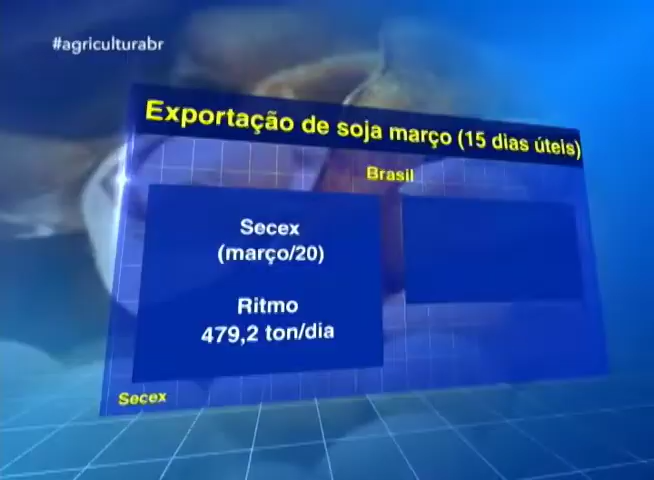 #agriculturabr
Exportação de soja março (15 dias úteis)
Brasil
Secex
(março/20)
Ritmo
479,2 ton/dia
Secex